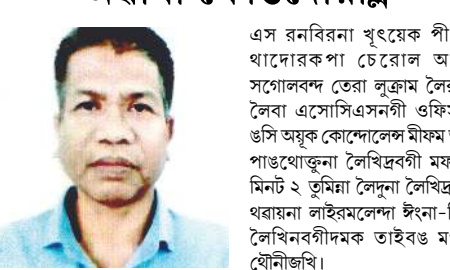 এস রনবিরনা খূৎয়েক পী
থাদোরকপা চেরোল অ
সগোলবন্দ তেরা লুক্রাম লৈ
লৈবা এসোসিএসনগী ওফি
ঙসি অয়ূক কোন্দোলেন্স মীফম
পাঙথোক্তুনা লৈখিদ্রবগী মফ
মিনট ২ তুমিন্না লৈদুনা লৈখিদ্র
থৱায়না লাইরমলেন্দা ঈংনা-
লৈখিনবগীদমক তাইবঙ ম
থৌনীজখি।